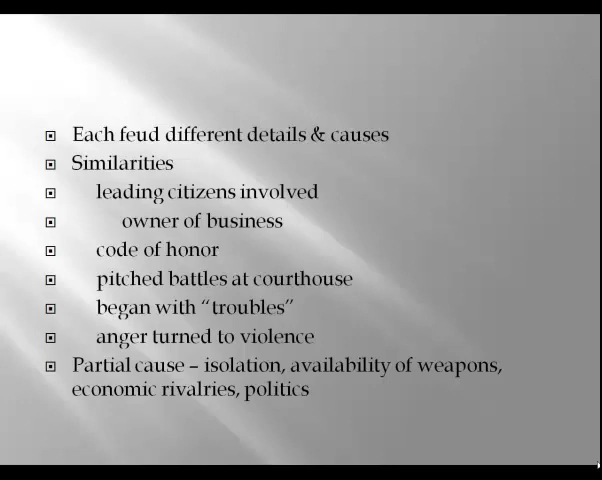 Each feud different details & causes
Similarities
leading citizens involved
owner of business
code of honor
pitched battles at courthouse
began with “troubles”
anger turned to violence
Partial cause – isolation, availability of weapons,
economic rivalries, politics